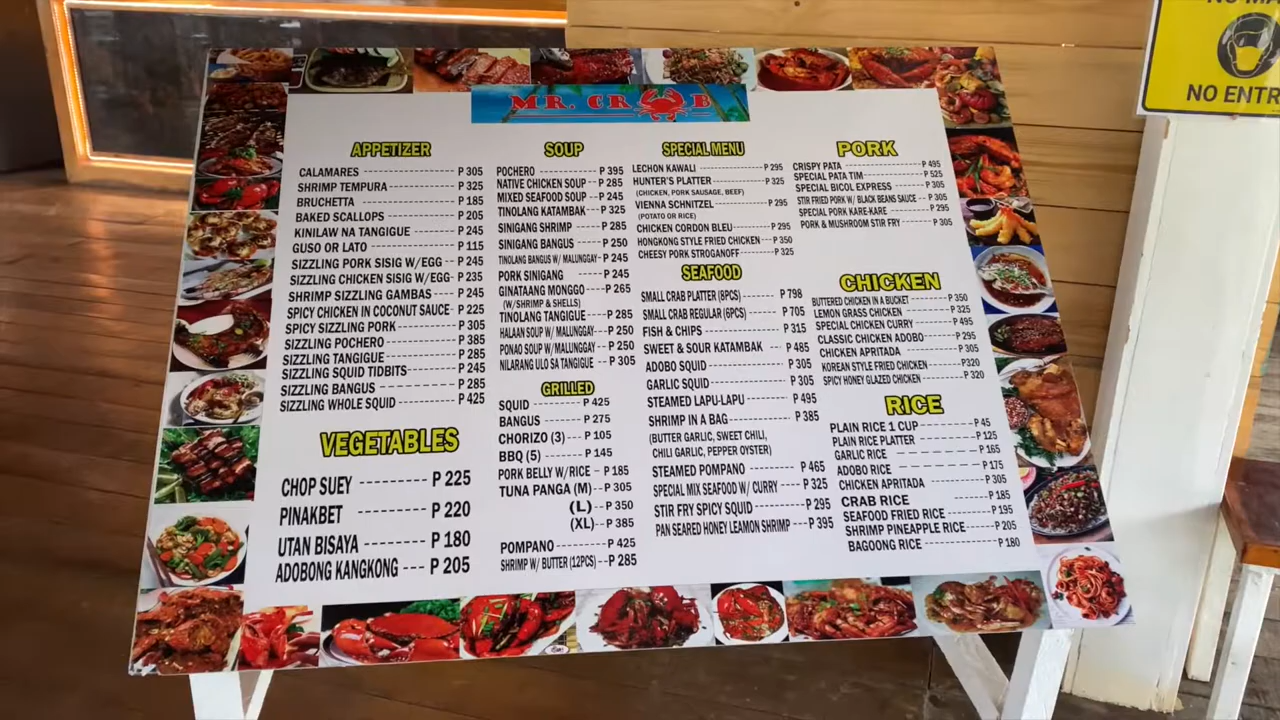 NO ENTR
MR. CRAB
APPETIZER
CALAMARES ---------- P 305
SHRIMP TEMPURA ---------- P 325
BRUCHETTA ---------- P 185
BAKED SCALLOPS ---------- P 205
KINILAW NA TANGIGUE ---------- P 245
GUSO OR LATO ---------- P 115
SIZZLING PORK SISIG W/EGG -- P 245
SIZZLING CHICKEN SISIG W/EGG- P 235
SHRIMP SIZZLING GAMBAS ---- P 245
SPICY CHICKEN IN COCONUT SAUCE- P 225
SPICY SIZZLING PORK ---------- P 305
SIZZLING POCHERO ---------- P 385
SIZZLING TANGIGUE ---------- P 285
SIZZLING SQUID TIDBITS ---------- P 245
SIZZLING BANGUS ---------- P 285
SIZZLING WHOLE SQUID ---------- P 425
VEGETABLES
CHOP SUEY -------- P 225
PINAKBET ---------- P 220
UTAN BISAYA ------- P 180
ADOBONG KANGKONG --- P 205
SOUP
POCHERO ---------- P 395
NATIVE CHICKEN SOUP - P 285
MIXED SEAFOOD SOUP - P 245
TINOLANG KATAMBAK -- P 325
SINIGANG SHRIMP ----- P 285
SINIGANG BANGUS ----- P 250
TINOLANG BANGUS W/ MALUNGGAY- P 245
PORK SINIGANG ------ P 245
GINATAANG MONGGO -- P 265
(W/SHRIMP & SHELLS)
TINOLANG TANGIGUE --- P 285
HALAAN SOUP W/ MALUNGGAY -- P 250
PONAO SOUP W/MALUNGGAY -- P 250
NILARANG ULO SA TANGIGUE -- P 305
GRILLED
SQUID ---------- P 425
BANGUS --------- P 275
CHORIZO (3)--- P 105
BBQ (5) ------- P 145
PORK BELLY W/RICE - P 185
TUNA PANGA (M)-- P 305
(L)-- P 350
(XL)-- P 385
POMPANO ------- P 425
SHRIMP W/ BUTTER (12PCS)--P 285
SPECIAL MENU
LECHON KAWALI ---------- P 295
HUNTER'S PLATTER ---------- P 325
(CHICKEN, PORK SAUSAGE, BEEF)
VIENNA SCHNITZEL ---------- P 295
(POTATO OR RICE)
CHICKEN CORDON BLEU ---------- P 295
HONGKONG STYLE FRIED CHICKEN --- P 350
CHEESY PORK STROGANOFF ---------- P 325
SEAFOOD
SMALL CRAB PLATTER (8PCS) ------ P 798
SMALL CRAB REGULAR (6PCS) ----- P 705
FISH & CHIPS ---------- P 315
SWEET & SOUR KATAMBAK -- P 485
ADOBO SQUID ---------- P 305
GARLIC SQUID ---------- P 305
STEAMED LAPU-LAPU ------ P 495
SHRIMP IN A BAG ------- P 385
(BUTTER GARLIC, SWEET CHILI,
CHILI GARLIC, PEPPER OYSTER)
STEAMED POMPANO -------- P 465
SPECIAL MIX SEAFOOD W/ CURRY ---- P 325
STIR FRY SPICY SQUID ------ P 295
PAN SEARED HONEY LEAMON SHRIMP --- P 395
PORK
CRISPY PATA ---------- P 495
SPECIAL PATA TIM ---------- P 525
SPECIAL BICOL EXPRESS -------- P 305
STIR FRIED PORK W/ BLACK BEANS SAUCE -- P 305
SPECIAL PORK KARE-KARE -------- P 295
PORK & MUSHROOM STIR FRY ------ P 305
CHICKEN
BUTTERED CHICKEN IN A BUCKET -------- P 350
LEMON GRASS CHICKEN ---------- P 325
SPECIAL CHICKEN CURRY -------- P 495
CLASSIC CHICKEN ADOBO ------- P 295
CHICKEN APRITADA ---------- P 305
KOREAN STYLE FRIED CHICKEN ------ P320
SPICY HONEY GLAZED CHICKEN -------- P 320
RICE
PLAIN RICE 1 CUP ---------- P 45
PLAIN RICE PLATTER ---------- P 125
GARLIC RICE ---------- P 165
ADOBO RICE ---------- P 175
CHICKEN APRITADA ---------- P 305
CRAB RICE -------- P 185
SEAFOOD FRIED RICE ------- P 195
SHRIMP PINEAPPLE RICE----- P 205
BAGOONG RICE ---------- P 180